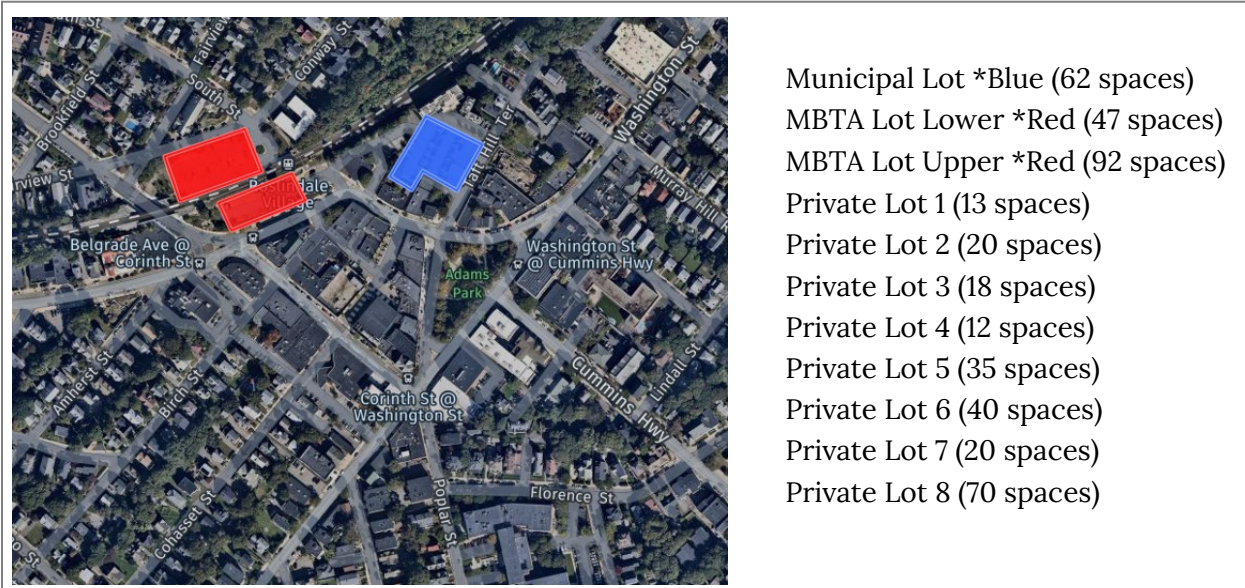 South St
Fairview
Conway St
Brookfield St
Washington St
Taft Hill Ter
rview St
Roslindale
Village
Murray Hill R
Belgrade Ave @
Corinth St
Washington St
@ Cummins Hwy
Adams
Park
Amherst St
Birch St
Corinth St @
Washington St
Cummins Hwy
Lindall St
Cohasset St
Poplar St
Florence St
o St
Municipal Lot *Blue (62 spaces)
MBTA Lot Lower *Red (47 spaces)
MBTA Lot Upper *Red (92 spaces)
Private Lot 1 (13 spaces)
Private Lot 2 (20 spaces)
Private Lot 3 (18 spaces)
Private Lot 4 (12 spaces)
Private Lot 5 (35 spaces)
Private Lot 6 (40 spaces)
Private Lot 7 (20 spaces)
Private Lot 8 (70 spaces)